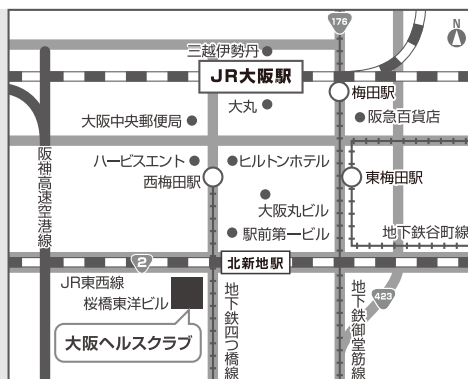 176
N
三越伊勢丹
JR大阪駅
梅田駅
大丸
阪急百貨店
大阪中央郵便局
阪神高速空港線
ハービスエント
ヒルトンホテル
西梅田駅
東梅田駅
大阪丸ビル
駅前第一ビル
地下鉄谷町線
2
北新地駅
JR東西線
桜橋東洋ビル
大阪ヘルスクラブ
地下鉄四つ橋線
地下鉄御堂筋線
423